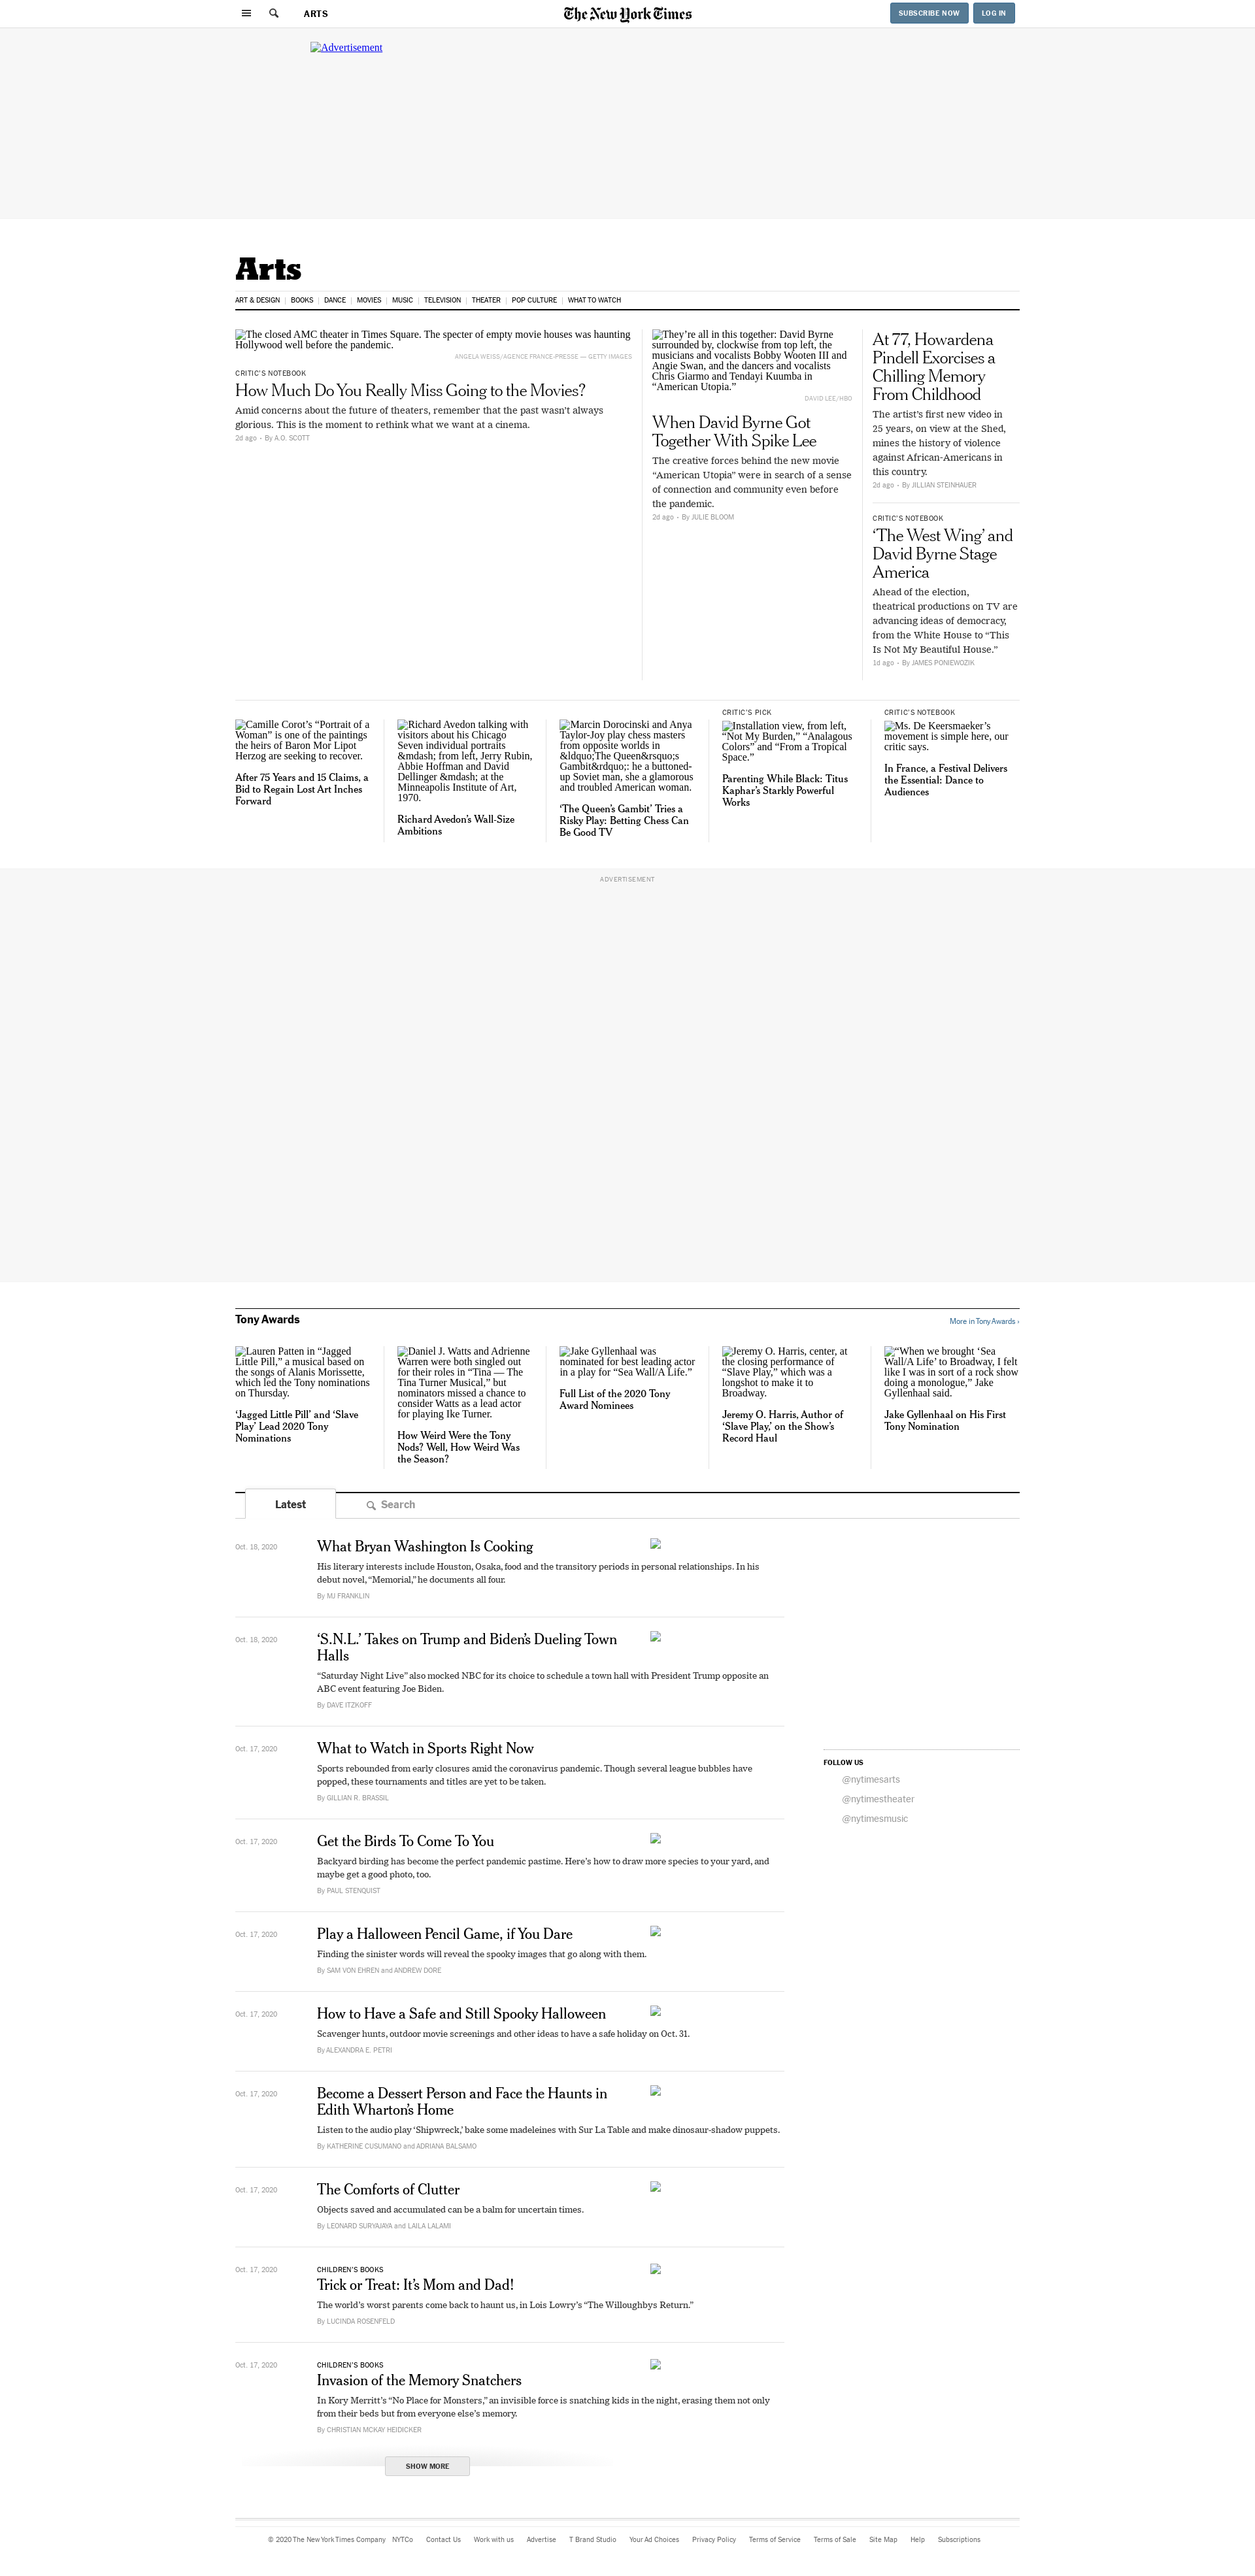 ARTS
The New York Times
SUBSCRIBE NOW
LOG IN
Advertisement
Arts
ART & DESIGN
BOOKS
DANCE
MOVIES
MUSIC
TELEVISION
THEATER
POP CULTURE
WHAT TO WATCH
The closed AMC theater in Times Square. The specter of empty movie houses was haunting
Hollywood well before the pandemic.
ANGELA WEISS/AGENCE FRANCE-PRESSE — GETTY IMAGES
CRITIC'S NOTEBOOK
How Much Do You Really Miss Going to the Movies?
Amid concerns about the future of theaters, remember that the past wasn't always
glorious. This is the moment to rethink what we want at a cinema.
2d ago - By A.O. SCOTT
They’re all in this together: David Byrne
surrounded by, clockwise from top left, the
musicians and vocalists Bobby Wooten III and
Angie Swan, and the dancers and vocalists
Chris Giarmo and Tendayi Kuumba in
“American Utopia.”
DAVID LEE/HBO
When David Byrne Got
Together With Spike Lee
The creative forces behind the new movie
“American Utopia” were in search of a sense
of connection and community even before
the pandemic.
2d ago - By JULIE BLOOM
At 77, Howardena
Pindell Exorcises a
Chilling Memory
From Childhood
The artist’s first new video in
25 years, on view at the Shed,
mines the history of violence
against African-Americans in
this country.
2d ago - By JILLIAN STEINHAUER
CRITIC’S NOTEBOOK
‘The West Wing’ and
David Byrne Stage
America
Ahead of the election,
theatrical productions on TV are
advancing ideas of democracy,
from the White House to “This
Is Not My Beautiful House.”
1d ago - By JAMES PONIEWOZIK
Camille Corot’s “Portrait of a
Woman” is one of the paintings
the heirs of Baron Mor Lipot
Herzog are seeking to recover.
After 75 Years and 15 Claims, a
Bid to Regain Lost Art Inches
Forward
Richard Avedon talking with
visitors about his Chicago
Seven individual portraits
&mdash; from left, Jerry Rubin,
Abbie Hoffman and David
Dellinger &mdash; at the
Minneapolis Institute of Art,
1970.
Richard Avedon’s Wall-Size
Ambitions
Marcin Dorocinski and Anya
Taylor-Joy play chess masters
from opposite worlds in
&ldquo;The Queen&rsquo;s
Gambit&rdquo;: he a buttoned-
up Soviet man, she a glamorous
and troubled American woman.
‘The Queen’s Gambit’ Tries a
Risky Play: Betting Chess Can
Be Good TV
CRITIC’S PICK
Installation view, from left,
“Not My Burden,” “Analagous
Colors” and “From a Tropical
Space.”
Parenting While Black: Titus
Kaphar’s Starkly Powerful
Works
CRITIC’S NOTEBOOK
Ms. De Keersmaeker’s
movement is simple here, our
critic says.
In France, a Festival Delivers
the Essential: Dance to
Audiences
ADVERTISEMENT
Tony Awards
More in Tony Awards ›
Lauren Patten in “Jagged
Little Pill,” a musical based on
the songs of Alanis Morissette,
which led the Tony nominations
on Thursday.
‘Jagged Little Pill’ and ‘Slave
Play’ Lead 2020 Tony
Nominations
Daniel J. Watts and Adrienne
Warren were both singled out
for their roles in “Tina — The
Tina Turner Musical,” but
nominators missed a chance to
consider Watts as a lead actor
for playing Ike Turner.
How Weird Were the Tony
Nods? Well, How Weird Was
the Season?
Jake Gyllenhaal was
nominated for best leading actor
in a play for “Sea Wall/A Life.”
Full List of the 2020 Tony
Award Nominees
Jeremy O. Harris, center, at
the closing performance of
“Slave Play,” which was a
longshot to make it to
Broadway.
Jeremy O. Harris, Author of
‘Slave Play,’ on the Show’s
Record Haul
“When we brought ‘Sea
Wall/A Life’ to Broadway, I felt
like I was in sort of a rock show
doing a monologue,” Jake
Gyllenhaal said.
Jake Gyllenhaal on His First
Tony Nomination
Latest
Search
Oct. 18, 2020
What Bryan Washington Is Cooking
His literary interests include Houston, Osaka, food and the transitory periods in personal relationships. In his
debut novel, “Memorial,” he documents all four.
By MJ FRANKLIN
Oct. 18, 2020
‘S.N.L.’ Takes on Trump and Biden’s Dueling Town
Halls
“Saturday Night Live” also mocked NBC for its choice to schedule a town hall with President Trump opposite an
ABC event featuring Joe Biden.
By DAVE ITZKOFF
Oct. 17, 2020
What to Watch in Sports Right Now
Sports rebounded from early closures amid the coronavirus pandemic. Though several league bubbles have
popped, these tournaments and titles are yet to be taken.
By GILLIAN R. BRASSIL
FOLLOW US
@nytimesarts
@nytimestheater
@nytimesmusic
Oct. 17, 2020
Get the Birds To Come To You
Backyard birding has become the perfect pandemic pastime. Here’s how to draw more species to your yard, and
maybe get a good photo, too.
By PAUL STENQUIST
Oct. 17, 2020
Play a Halloween Pencil Game, if You Dare
Finding the sinister words will reveal the spooky images that go along with them.
By SAM VON EHREN and ANDREW DORE
Oct. 17, 2020
How to Have a Safe and Still Spooky Halloween
Scavenger hunts, outdoor movie screenings and other ideas to have a safe holiday on Oct. 31.
By ALEXANDRA E. PETRI
Oct. 17, 2020
Become a Dessert Person and Face the Haunts in
Edith Wharton’s Home
Listen to the audio play ‘Shipwreck,’ bake some madeleines with Sur La Table and make dinosaur-shadow puppets.
By KATHERINE CUSUMANO and ADRIANA BALSAMO
Oct. 17, 2020
The Comforts of Clutter
Objects saved and accumulated can be a balm for uncertain times.
By LEONARD SURYAJAYA and LAILA LALAMI
Oct. 17, 2020
CHILDREN’S BOOKS
Trick or Treat: It’s Mom and Dad!
The world’s worst parents come back to haunt us, in Lois Lowry’s “The Willoughbys Return.”
By LUCINDA ROSENFELD
Oct. 17, 2020
CHILDREN’S BOOKS
Invasion of the Memory Snatchers
In Kory Merritt’s “No Place for Monsters,” an invisible force is snatching kids in the night, erasing them not only
from their beds but from everyone else’s memory.
By CHRISTIAN MCKAY HEIDICKER
SHOW MORE
© 2020 The New York Times Company
NYTCo
Contact Us
Work with us
Advertise
T Brand Studio
Your Ad Choices
Privacy Policy
Terms of Service
Terms of Sale
Site Map
Help
Subscriptions